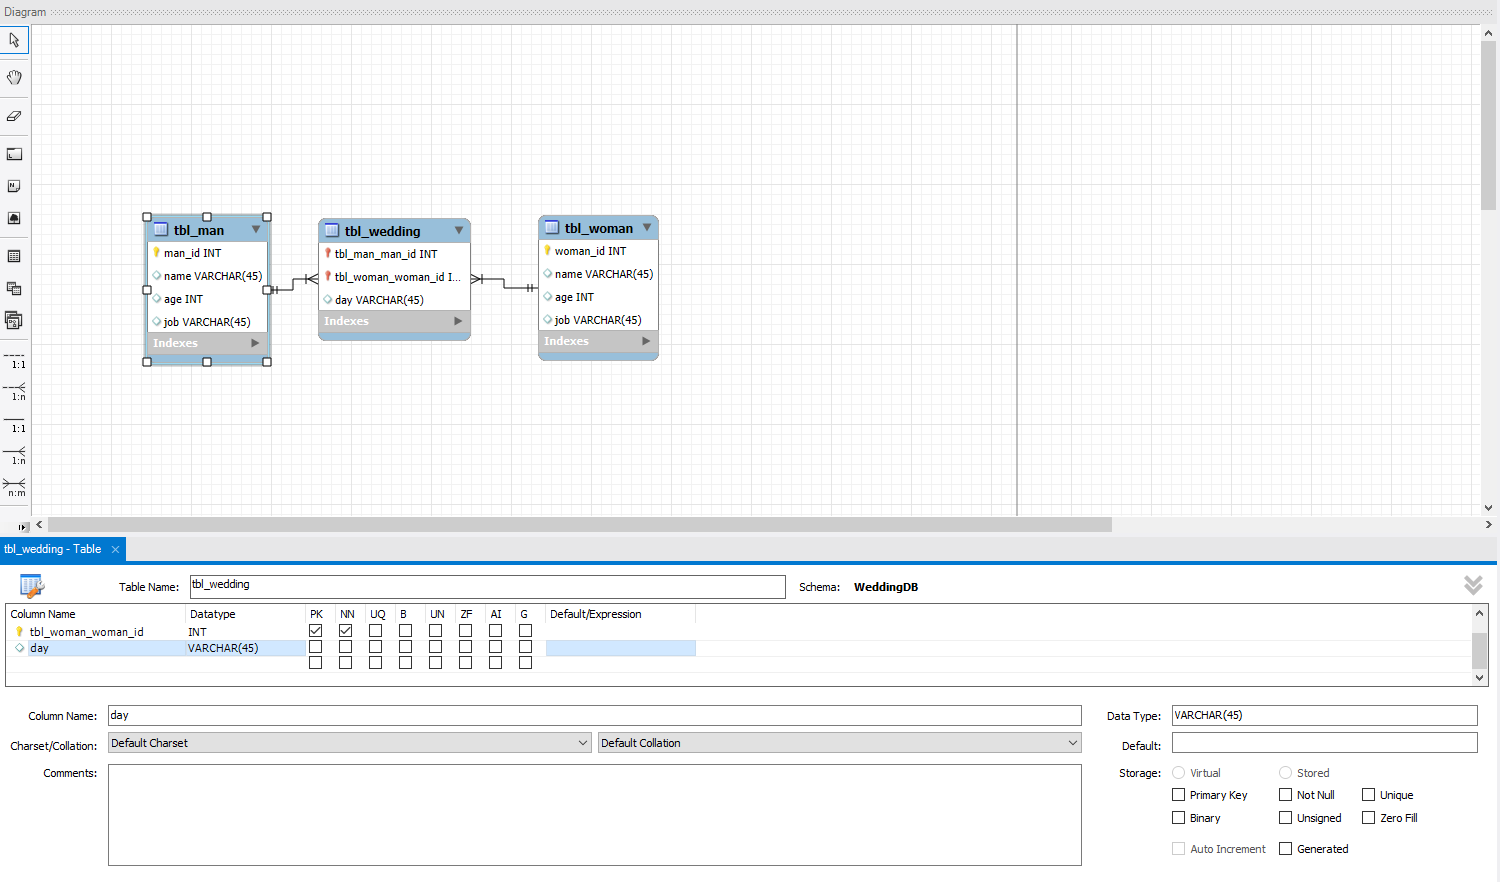 Diagram
1:1
1:n
1:1
1:n
n:m
tbl_man
man_id INT
name VARCHAR(45)
age INT
job VARCHAR(45)
Indexes
tbl_wedding
tbl_man_man_id INT
tbl_woman_woman_id I...
day VARCHAR(45)
Indexes
tbl_woman
woman_id INT
name VARCHAR(45)
age INT
job VARCHAR(45)
Indexes
tbl_wedding - Table
Table Name: tbl_wedding Schema: WeddingDB
Column Name Datatype PK NN UQ B UN ZF AI G Default/Expression
tbl_woman_woman_id INT
day VARCHAR(45)
Column Name: day
Charset/Collation: Default Charset Default Collation
Comments:
Data Type: VARCHAR(45)
Default:
Storage: Virtual Stored
Primary Key Not Null Unique
Binary Unsigned Zero Fill
Auto Increment Generated